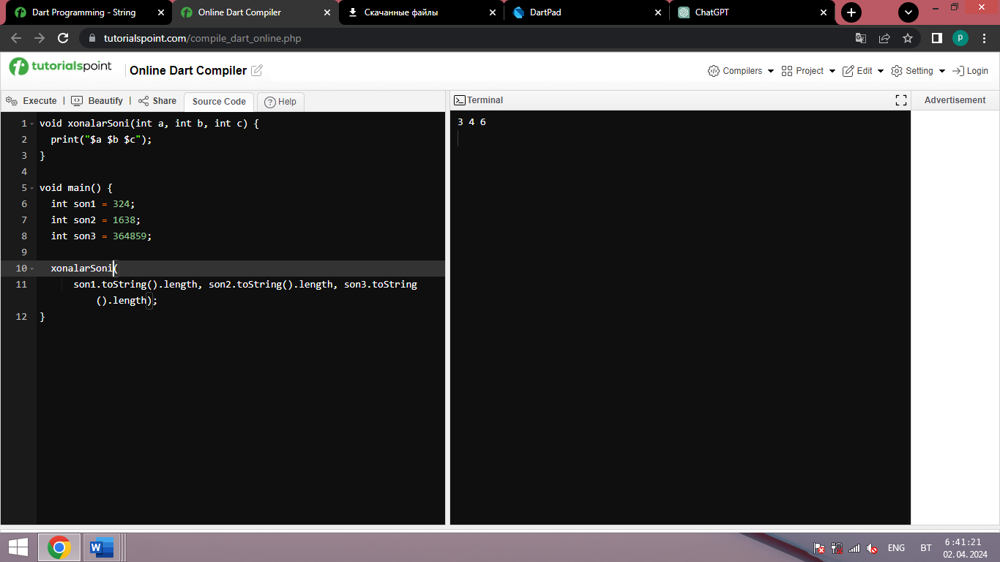 Dart Programming - String
Online Dart Compiler
Скачанные файлы
DartPad
ChatGPT
tutorialspoint.com/compile_dart_online.php
P
tutorialspoint
Online Dart Compiler
Compilers
Project
Edit
Setting
Login
Execute
Beautify
Share
Source Code
Help
Terminal
Advertisement
1 void xonalarSoni(int a, int b, int c) {
2 print("$a $b $c");
3 }
4
5 void main() {
6 int son1 = 324;
7 int son2 = 1638;
8 int son3 = 364859;
9
10 xonalarSoni(
11 son1.toString().length, son2.toString().length, son3.toString
().length);
12 }
3 4 6
ENG
BT
6:41:21
02.04.2024